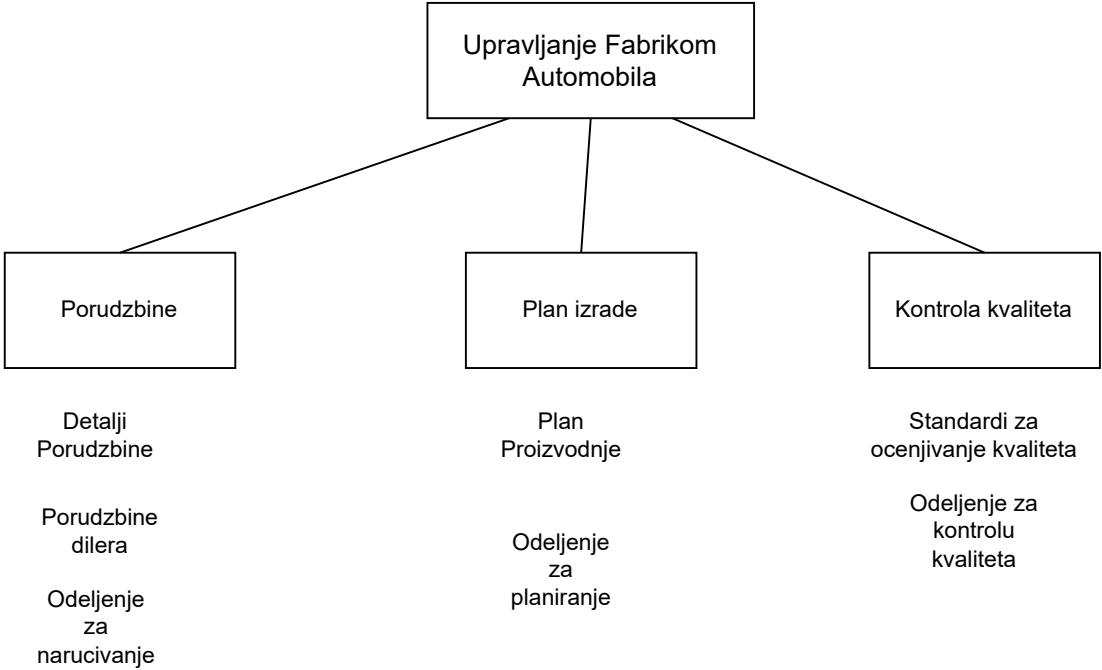 Upravljanje Fabrikom
Automobila
Porudzbine
Plan izrade
Kontrola kvaliteta
Detalji
Porudzbine
Porudzbine
dilera
Odeljenje
za
narucivanje
Plan
Proizvodnje
Odeljenje
za
planiranje
Standardi za
ocenjivanje kvaliteta
Odeljenje za
kontrolu
kvaliteta